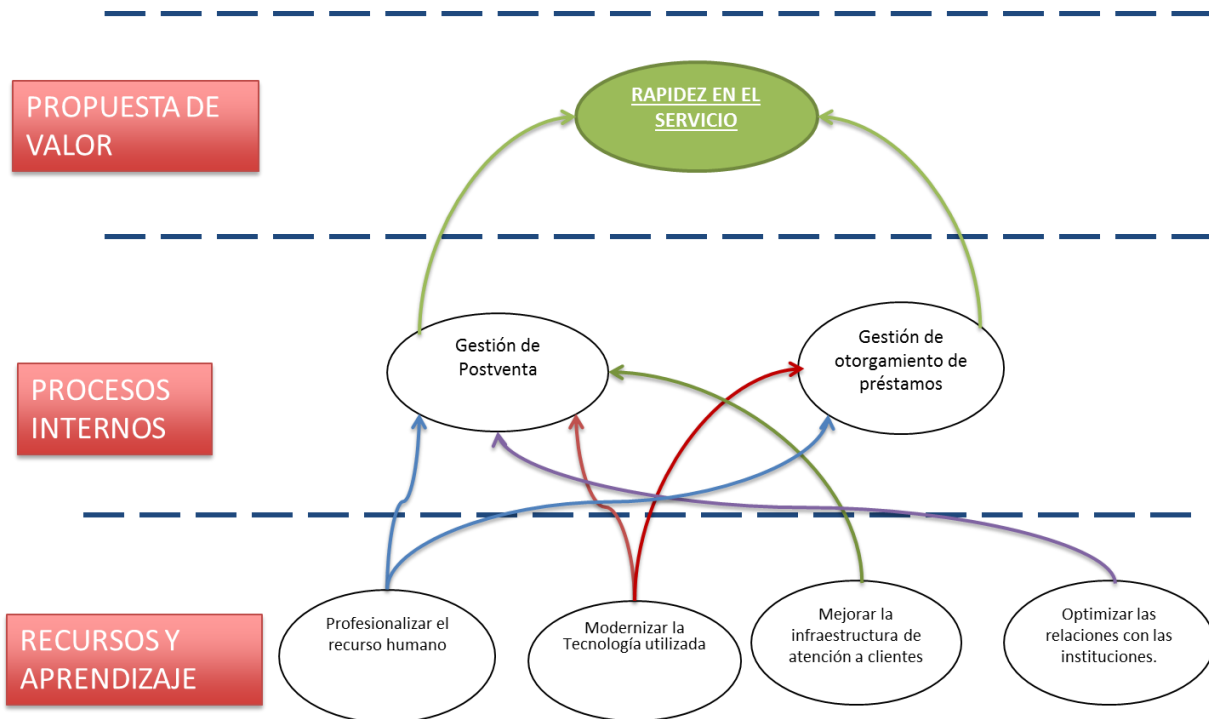 PROPUESTA DE
VALOR
RAPIDEZ EN EL
SERVICIO
PROCESOS
INTERNOS
Gestión de
Postventa
Gestión de
otorgamiento de
préstamos
RECURSOS Y
APRENDIZAJE
Profesionalizar el
recurso humano
Modernizar la
Tecnología utilizada
Mejorar la
infraestructura de
atención a clientes
Optimizar las
relaciones con las
instituciones.